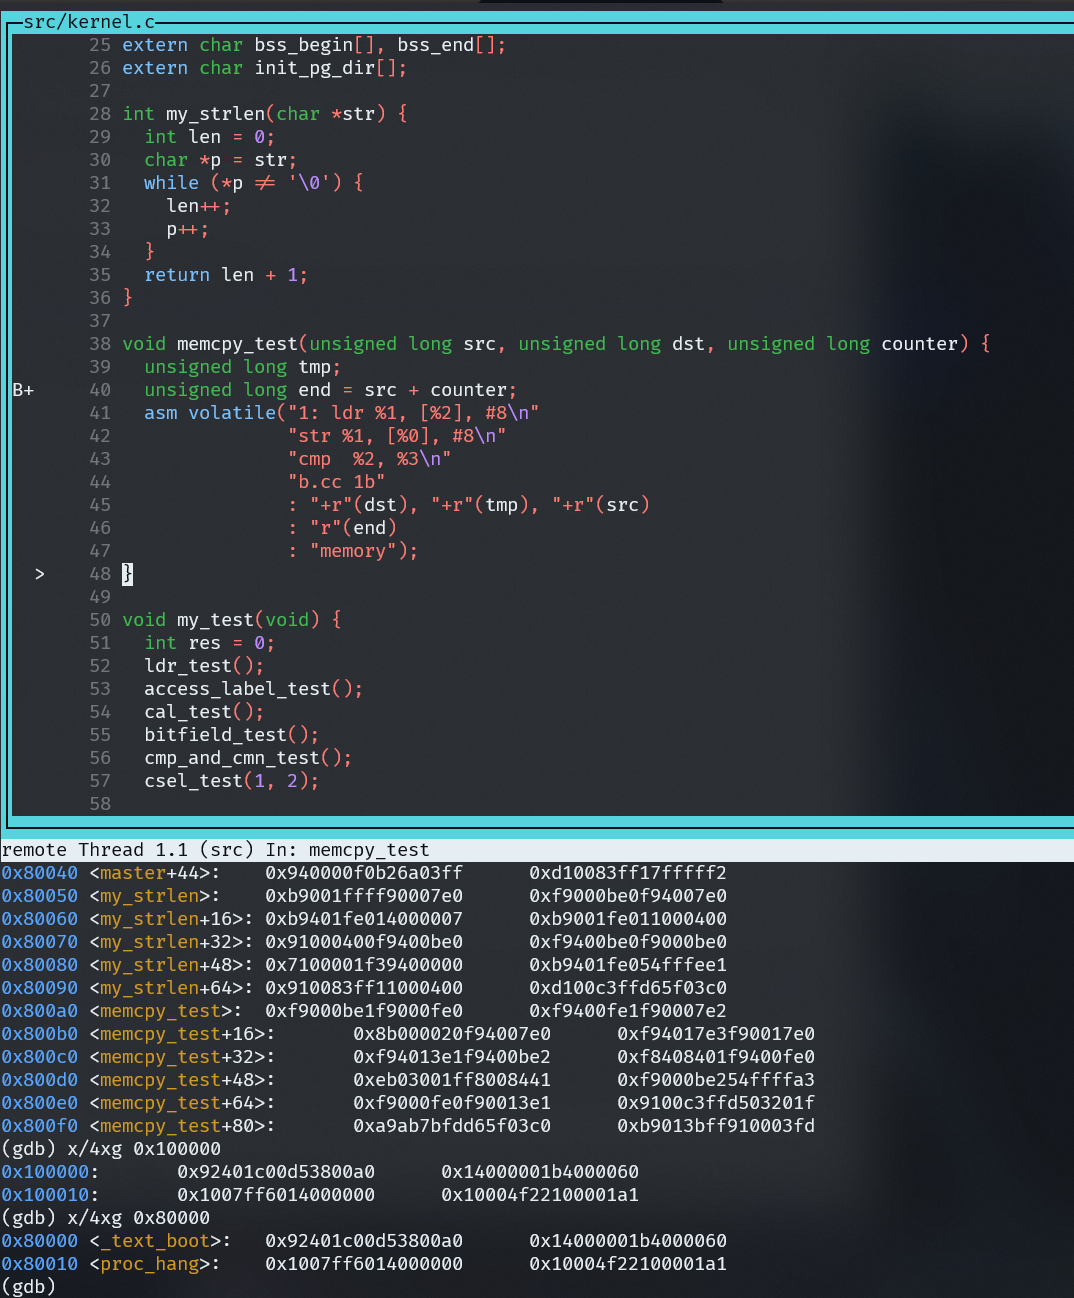 src/kernel.c
25 extern char bss_begin[], bss_end[];
26 extern char init_pg_dir[];
27
28 int my_strlen(char *str) {
29   int len = 0;
30   char *p = str;
31   while (*p != '\0') {
32     len++;
33     p++;
34   }
35   return len + 1;
36 }
37
38 void memcpy_test(unsigned long src, unsigned long dst, unsigned long counter) {
39   unsigned long tmp;
B+ 40   unsigned long end = src + counter;
41   asm volatile("1: ldr %1, [%2], #8\n"
42                "str %1, [%0], #8\n"
43                "cmp  %2, %3\n"
44                "b.cc 1b"
45                : "+r"(dst), "+r"(tmp), "+r"(src)
46                : "r"(end)
47                : "memory");
> 48 }
49
50 void my_test(void) {
51   int res = 0;
52   ldr_test();
53   access_label_test();
54   cal_test();
55   bitfield_test();
56   cmp_and_cmn_test();
57   csel_test(1, 2);
58
remote Thread 1.1 (src) In: memcpy_test
0x80040 <master+44>:    0x940000f0b26a03ff      0xd10083ff17fffff2
0x80050 <my_strlen>:    0xb9001ffff90007e0      0xf9000be0f94007e0
0x80060 <my_strlen+16>: 0xb9401fe014000007      0xb9001fe011000400
0x80070 <my_strlen+32>: 0x91000400f9400be0      0xf9400be0f9000be0
0x80080 <my_strlen+48>: 0x7100001f39400000      0xb9401fe054fffee1
0x80090 <my_strlen+64>: 0x910083ff11000400      0xd100c3ffd65f03c0
0x800a0 <memcpy_test>:  0xf9000be1f9000fe0      0xf9400fe1f90007e2
0x800b0 <memcpy_test+16>:       0x8b000020f94007e0      0xf94017e3f90017e0
0x800c0 <memcpy_test+32>:       0xf94013e1f9400be2      0xf8408401f9400fe0
0x800d0 <memcpy_test+48>:       0xeb03001ff8008441      0xf9000be254ffffa3
0x800e0 <memcpy_test+64>:       0xf9000fe0f90013e1      0x9100c3ffd503201f
0x800f0 <memcpy_test+80>:       0xa9ab7bfdd65f03c0      0xb9013bff910003fd
(gdb) x/4xg 0x100000
0x100000:       0x92401c00d53800a0      0x14000001b4000060
0x100010:       0x1007ff6014000000      0x10004f22100001a1
(gdb) x/4xg 0x80000
0x80000 <_text_boot>:   0x92401c00d53800a0      0x14000001b4000060
0x80010 <proc_hang>:    0x1007ff6014000000      0x10004f22100001a1
(gdb)